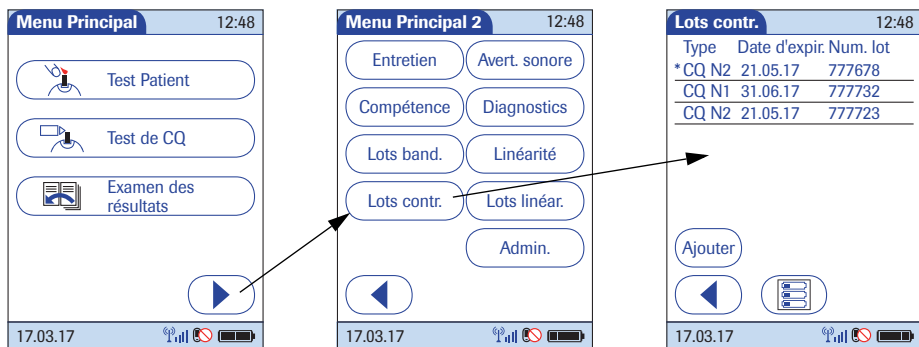 Menu Principal 12:48
Test Patient
Test de CQ
Examen des
résultats
17.03.17
Menu Principal 2 12:48
Entretien Avert. sonore
Compétence Diagnostics
Lots band. Linéarité
Lots contr. Lots linéar.
Admin.
17.03.17
Lots contr. 12:48
Type Date d'expir. Num. lot
*CQ N2 21.05.17 777678
CQ N1 31.06.17 777732
CQ N2 21.05.17 777723
Ajouter
17.03.17